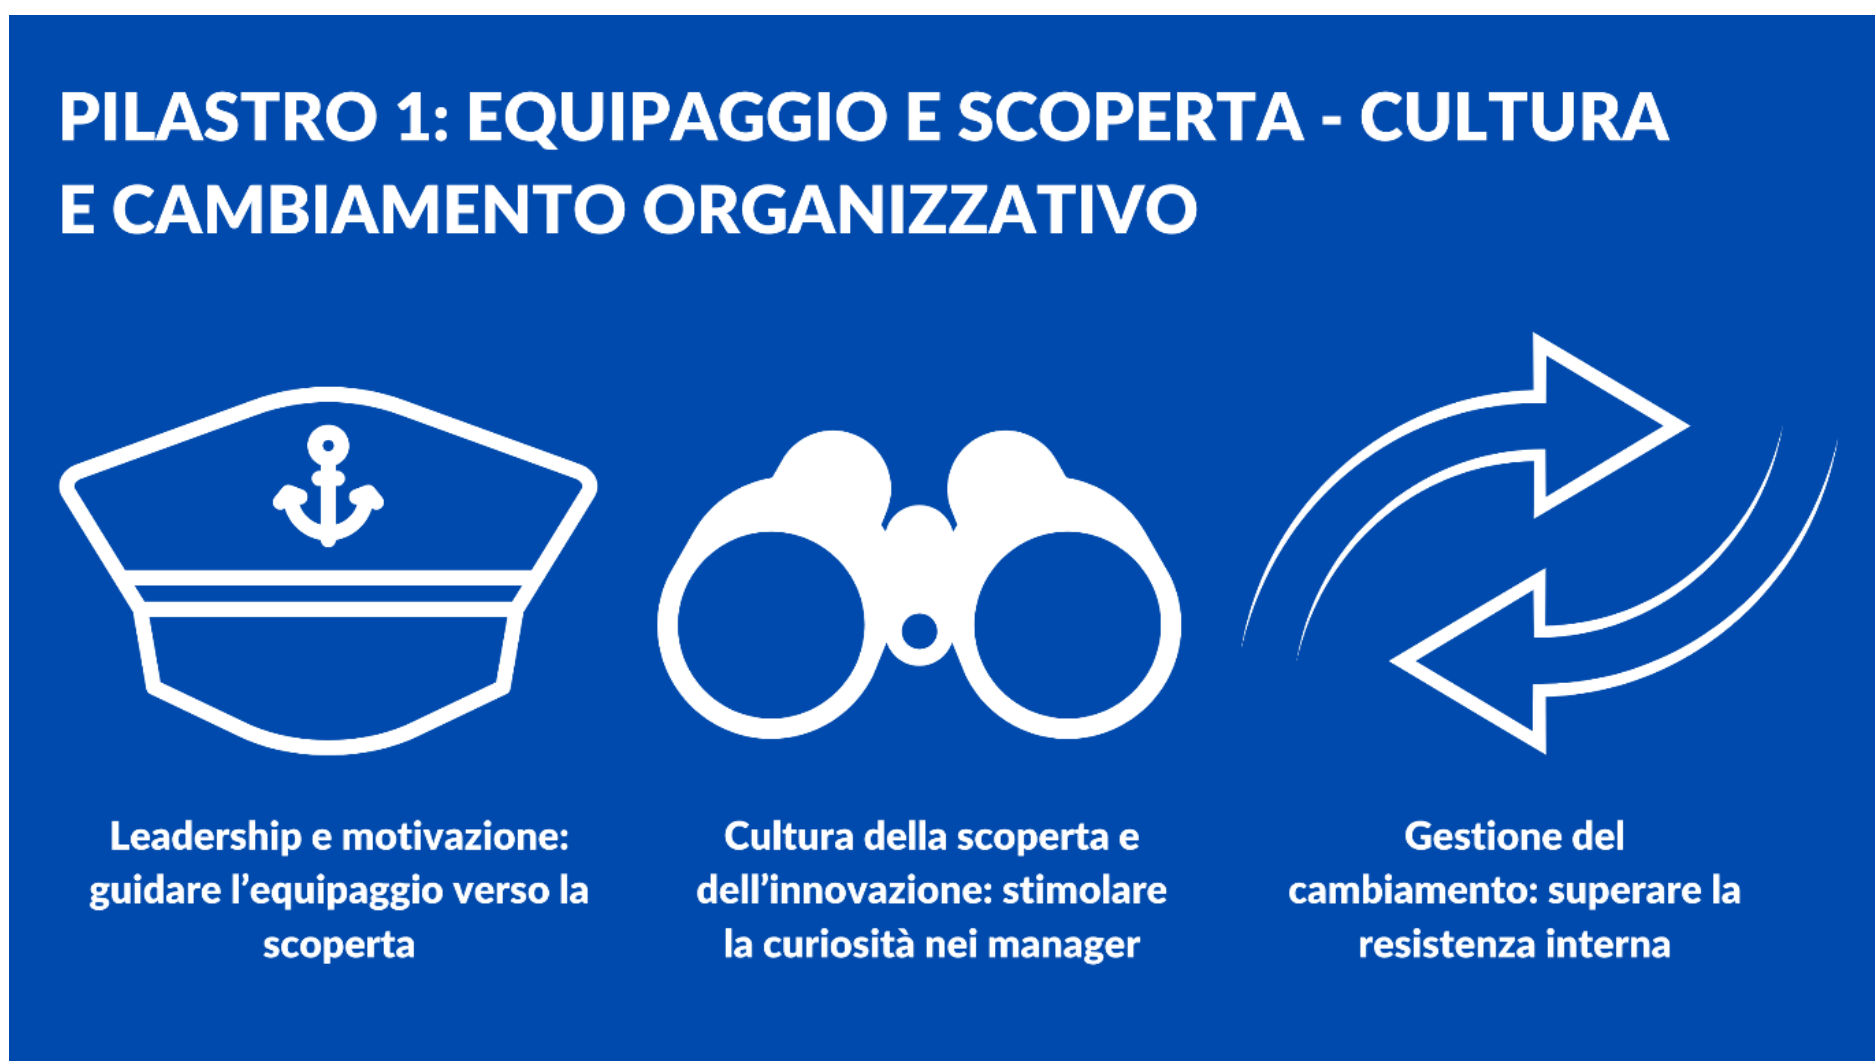 PILASTRO 1: EQUIPAGGIO E SCOPERTA - CULTURA
E CAMBIAMENTO ORGANIZZATIVO
Leadership e motivazione:
guidare l’equipaggio verso la
scoperta
Cultura della scoperta e
dell’innovazione: stimolare
la curiosità nei manager
Gestione del
cambiamento: superare la
resistenza interna